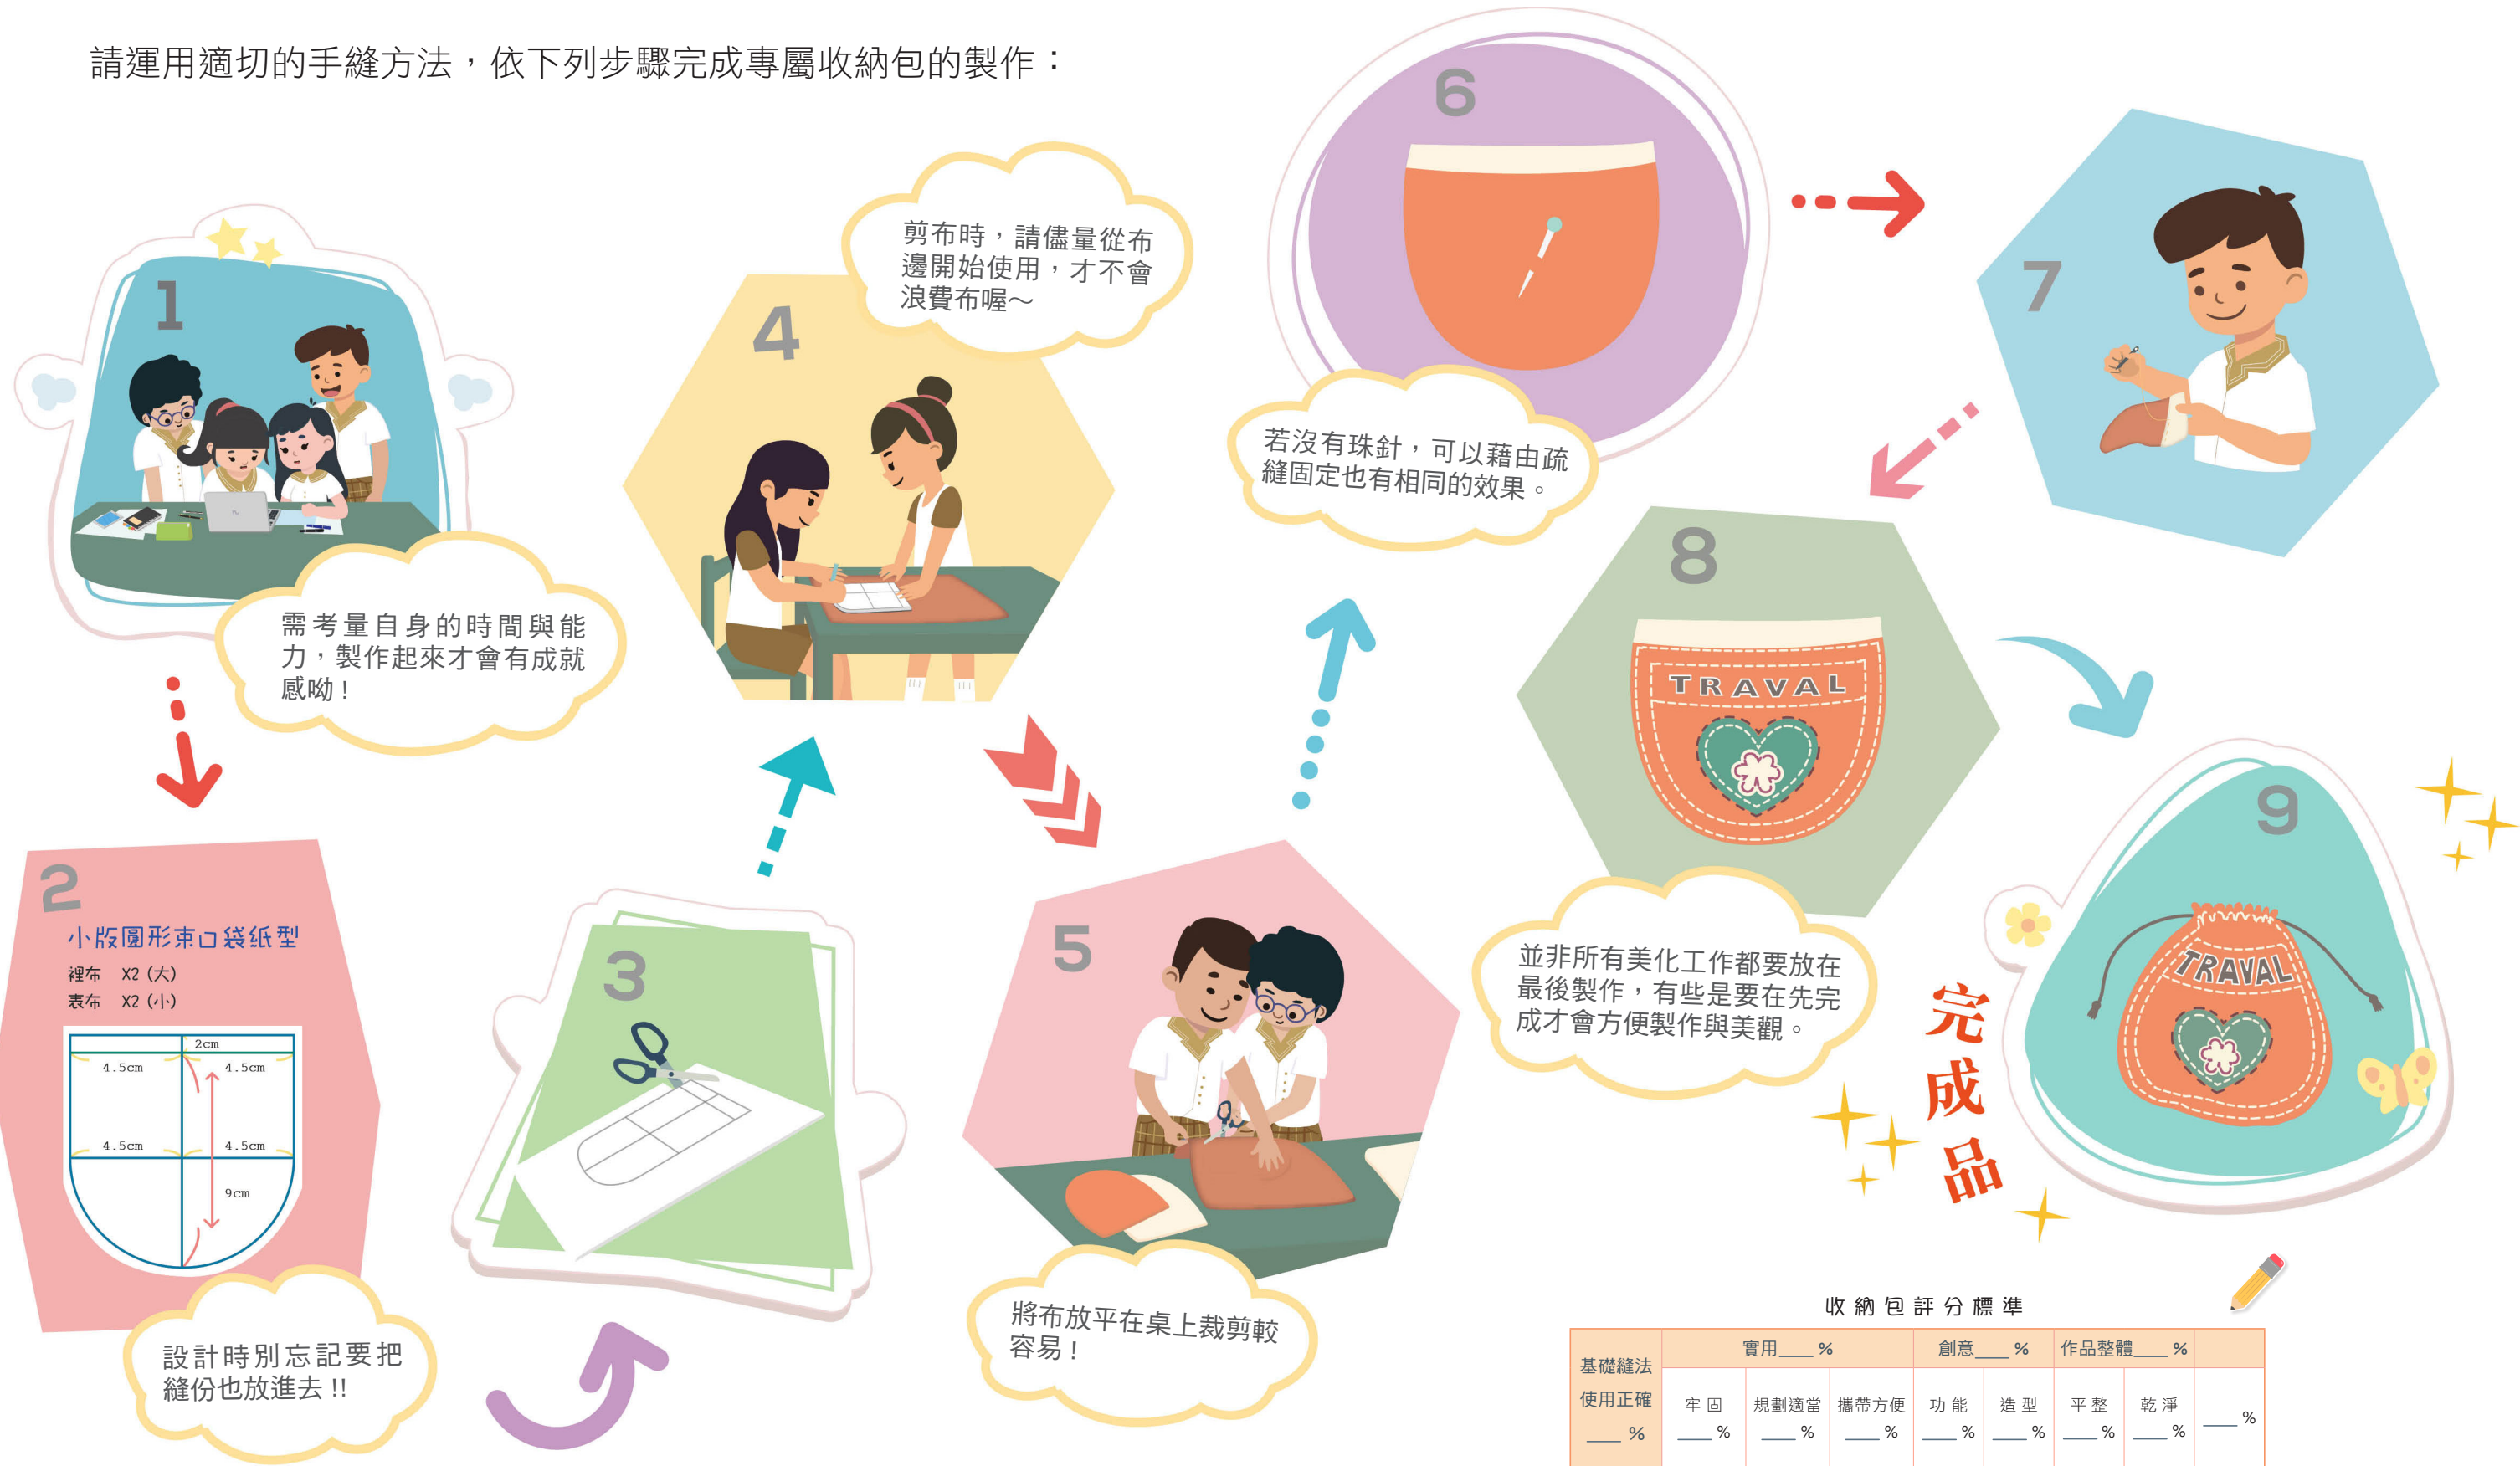 請運用適切的手縫方法，依下列步驟完成專屬收納包的製作：
1
需考量自身的時間與能
力，製作起來才會有成就
感呦！
2
小版圓形束口袋紙型
裡布 X2 (大)
表布 X2 (小)
2cm
4.5cm 4.5cm
4.5cm 4.5cm
9cm
設計時別忘記要把
縫份也放進去 !!
3
4
剪布時，請儘量從布
邊開始使用，才不會
浪費布喔～
5
將布放平在桌上裁剪較
容易！
6
若沒有珠針，可以藉由疏
縫固定也有相同的效果。
7
8
TRAVAL
並非所有美化工作都要放在
最後製作，有些是要在先完
成才會方便製作與美觀。
9
TRAVAL
完成品
收納包評分標準
基礎縫法
使用正確
___ %
實用___ % 創意___ % 作品整體___ %
牢固 規劃適當 攜帶方便 功能 造型 平整 乾淨
___ % ___ % ___ % ___ % ___ % ___ % ___ % ___ %